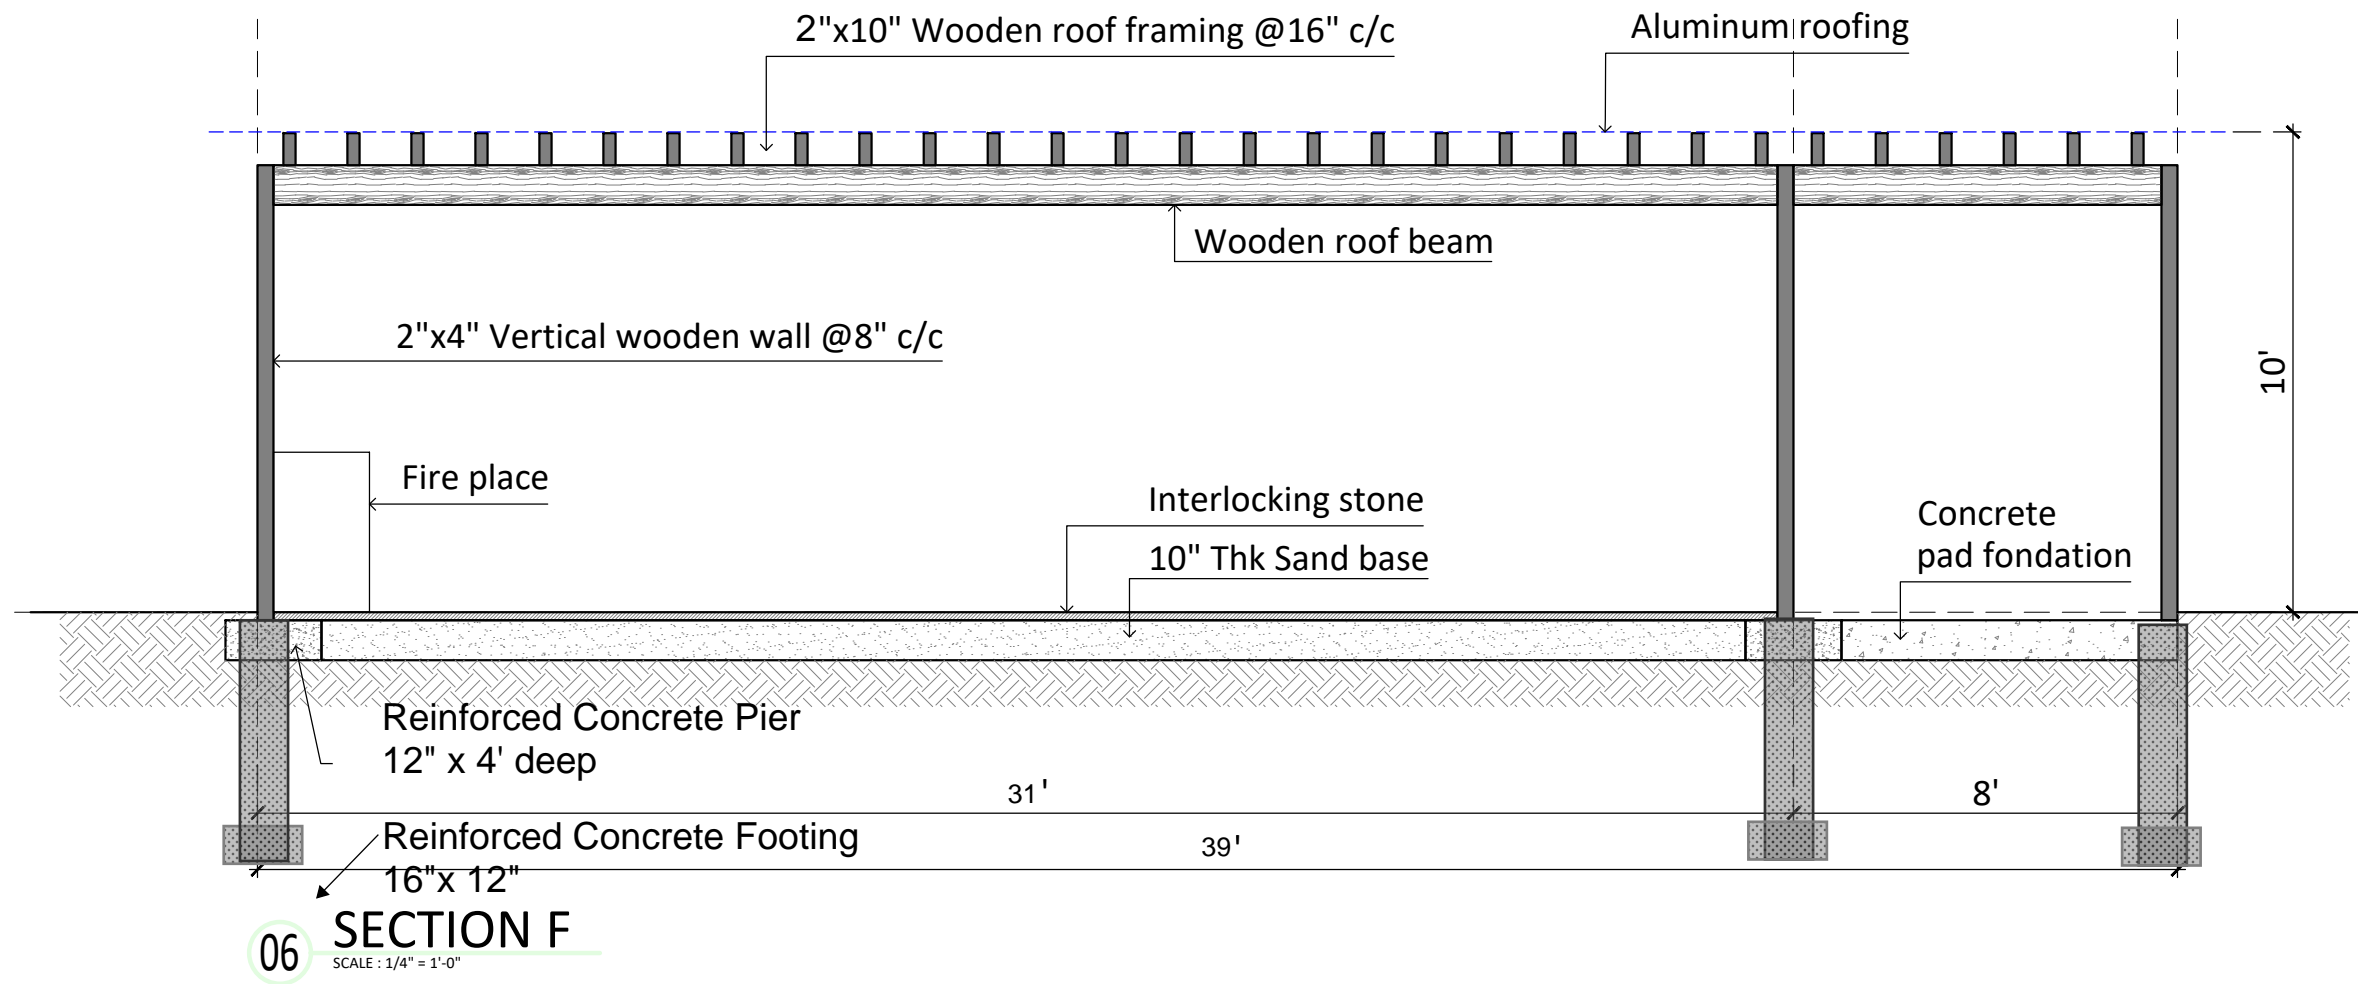 2"x10" Wooden roof framing @16" c/c
Aluminum roofing
Wooden roof beam
2"x4" Vertical wooden wall @8" c/c
10'
Fire place
Interlocking stone
10" Thk Sand base
Concrete
pad fondation
Reinforced Concrete Pier
12" x 4' deep
31'
8'
Reinforced Concrete Footing
16"x 12"
39'
06
SECTION F
SCALE : 1/4" = 1'-0"